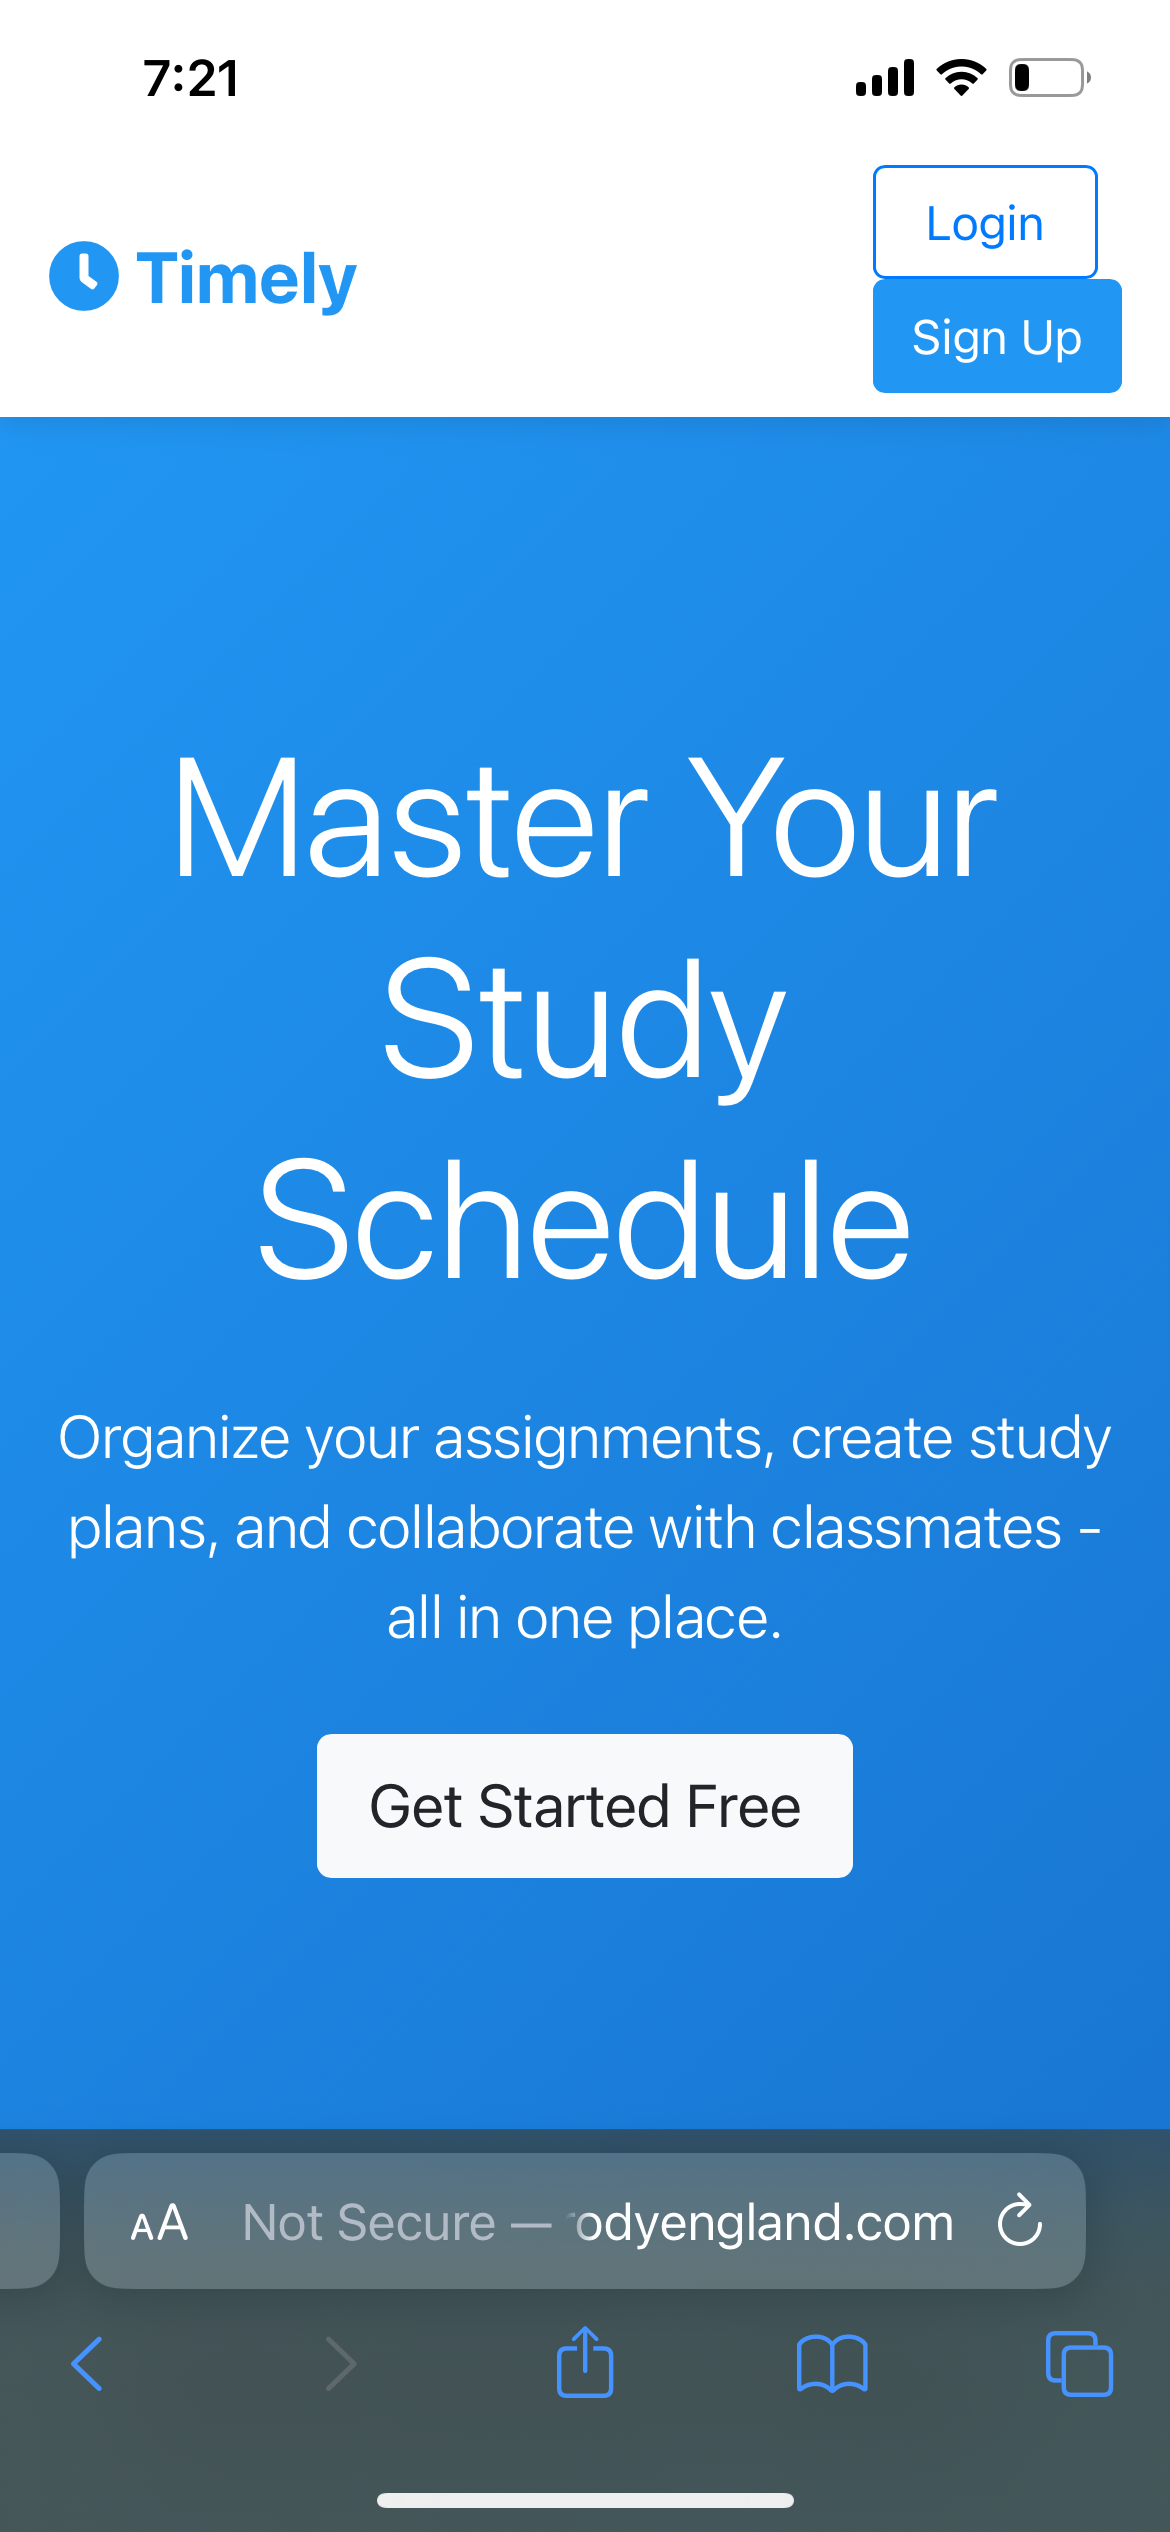 7:21
Login
Timely
Sign Up
Master Your
Study
Schedule
Organize your assignments, create study
plans, and collaborate with classmates -
all in one place.
Get Started Free
AA Not Secure — odyengland.com